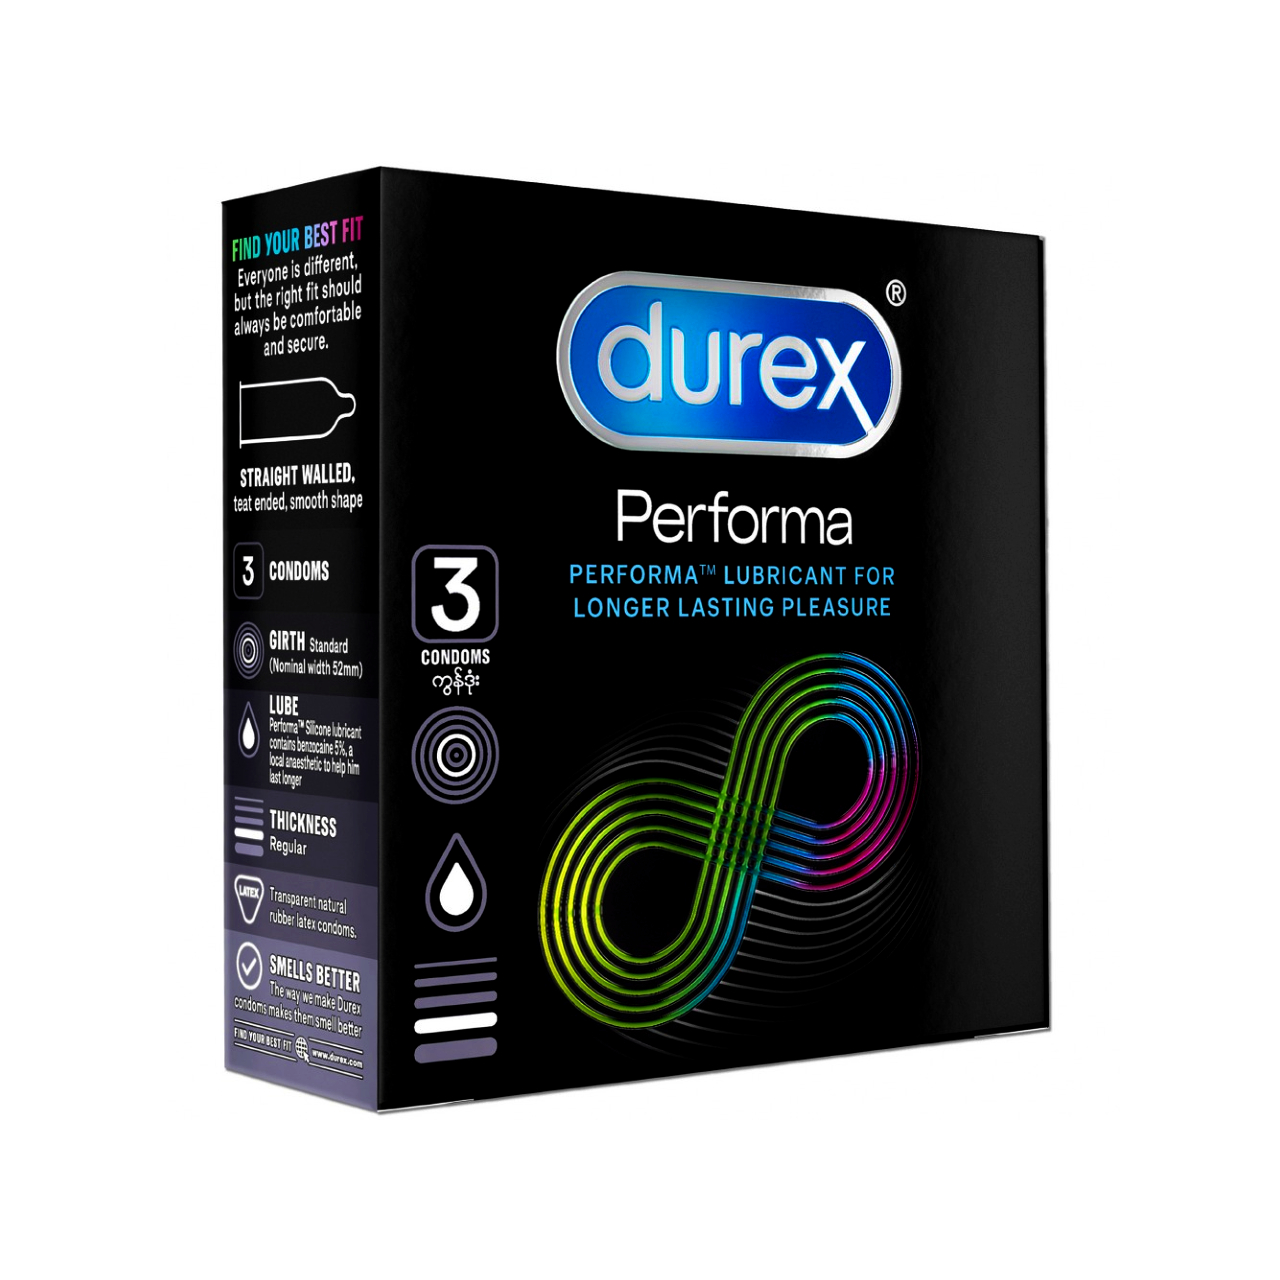 FIND YOUR BEST FIT
Everyone is different,
but the right fit should
always be comfortable
and secure.
STRAIGHT WALLED,
teat ended, smooth shape
3 CONDOMS
GIRTH Standard
(Nominal width 52mm)
LUBE
Performa™ Silicone lubricant
contains benzocaine 5%, a
local anaesthetic to help him
last longer
THICKNESS
Regular
LATEX
Transparent natural
rubber latex condoms.
SMELLS BETTER
The way we make Durex
condoms makes them smell better
FIND YOUR BEST FIT
www.durex.com
durex®
Performa
PERFORMA™ LUBRICANT FOR
LONGER LASTING PLEASURE
3
CONDOMS
ကွန်ဒုံး